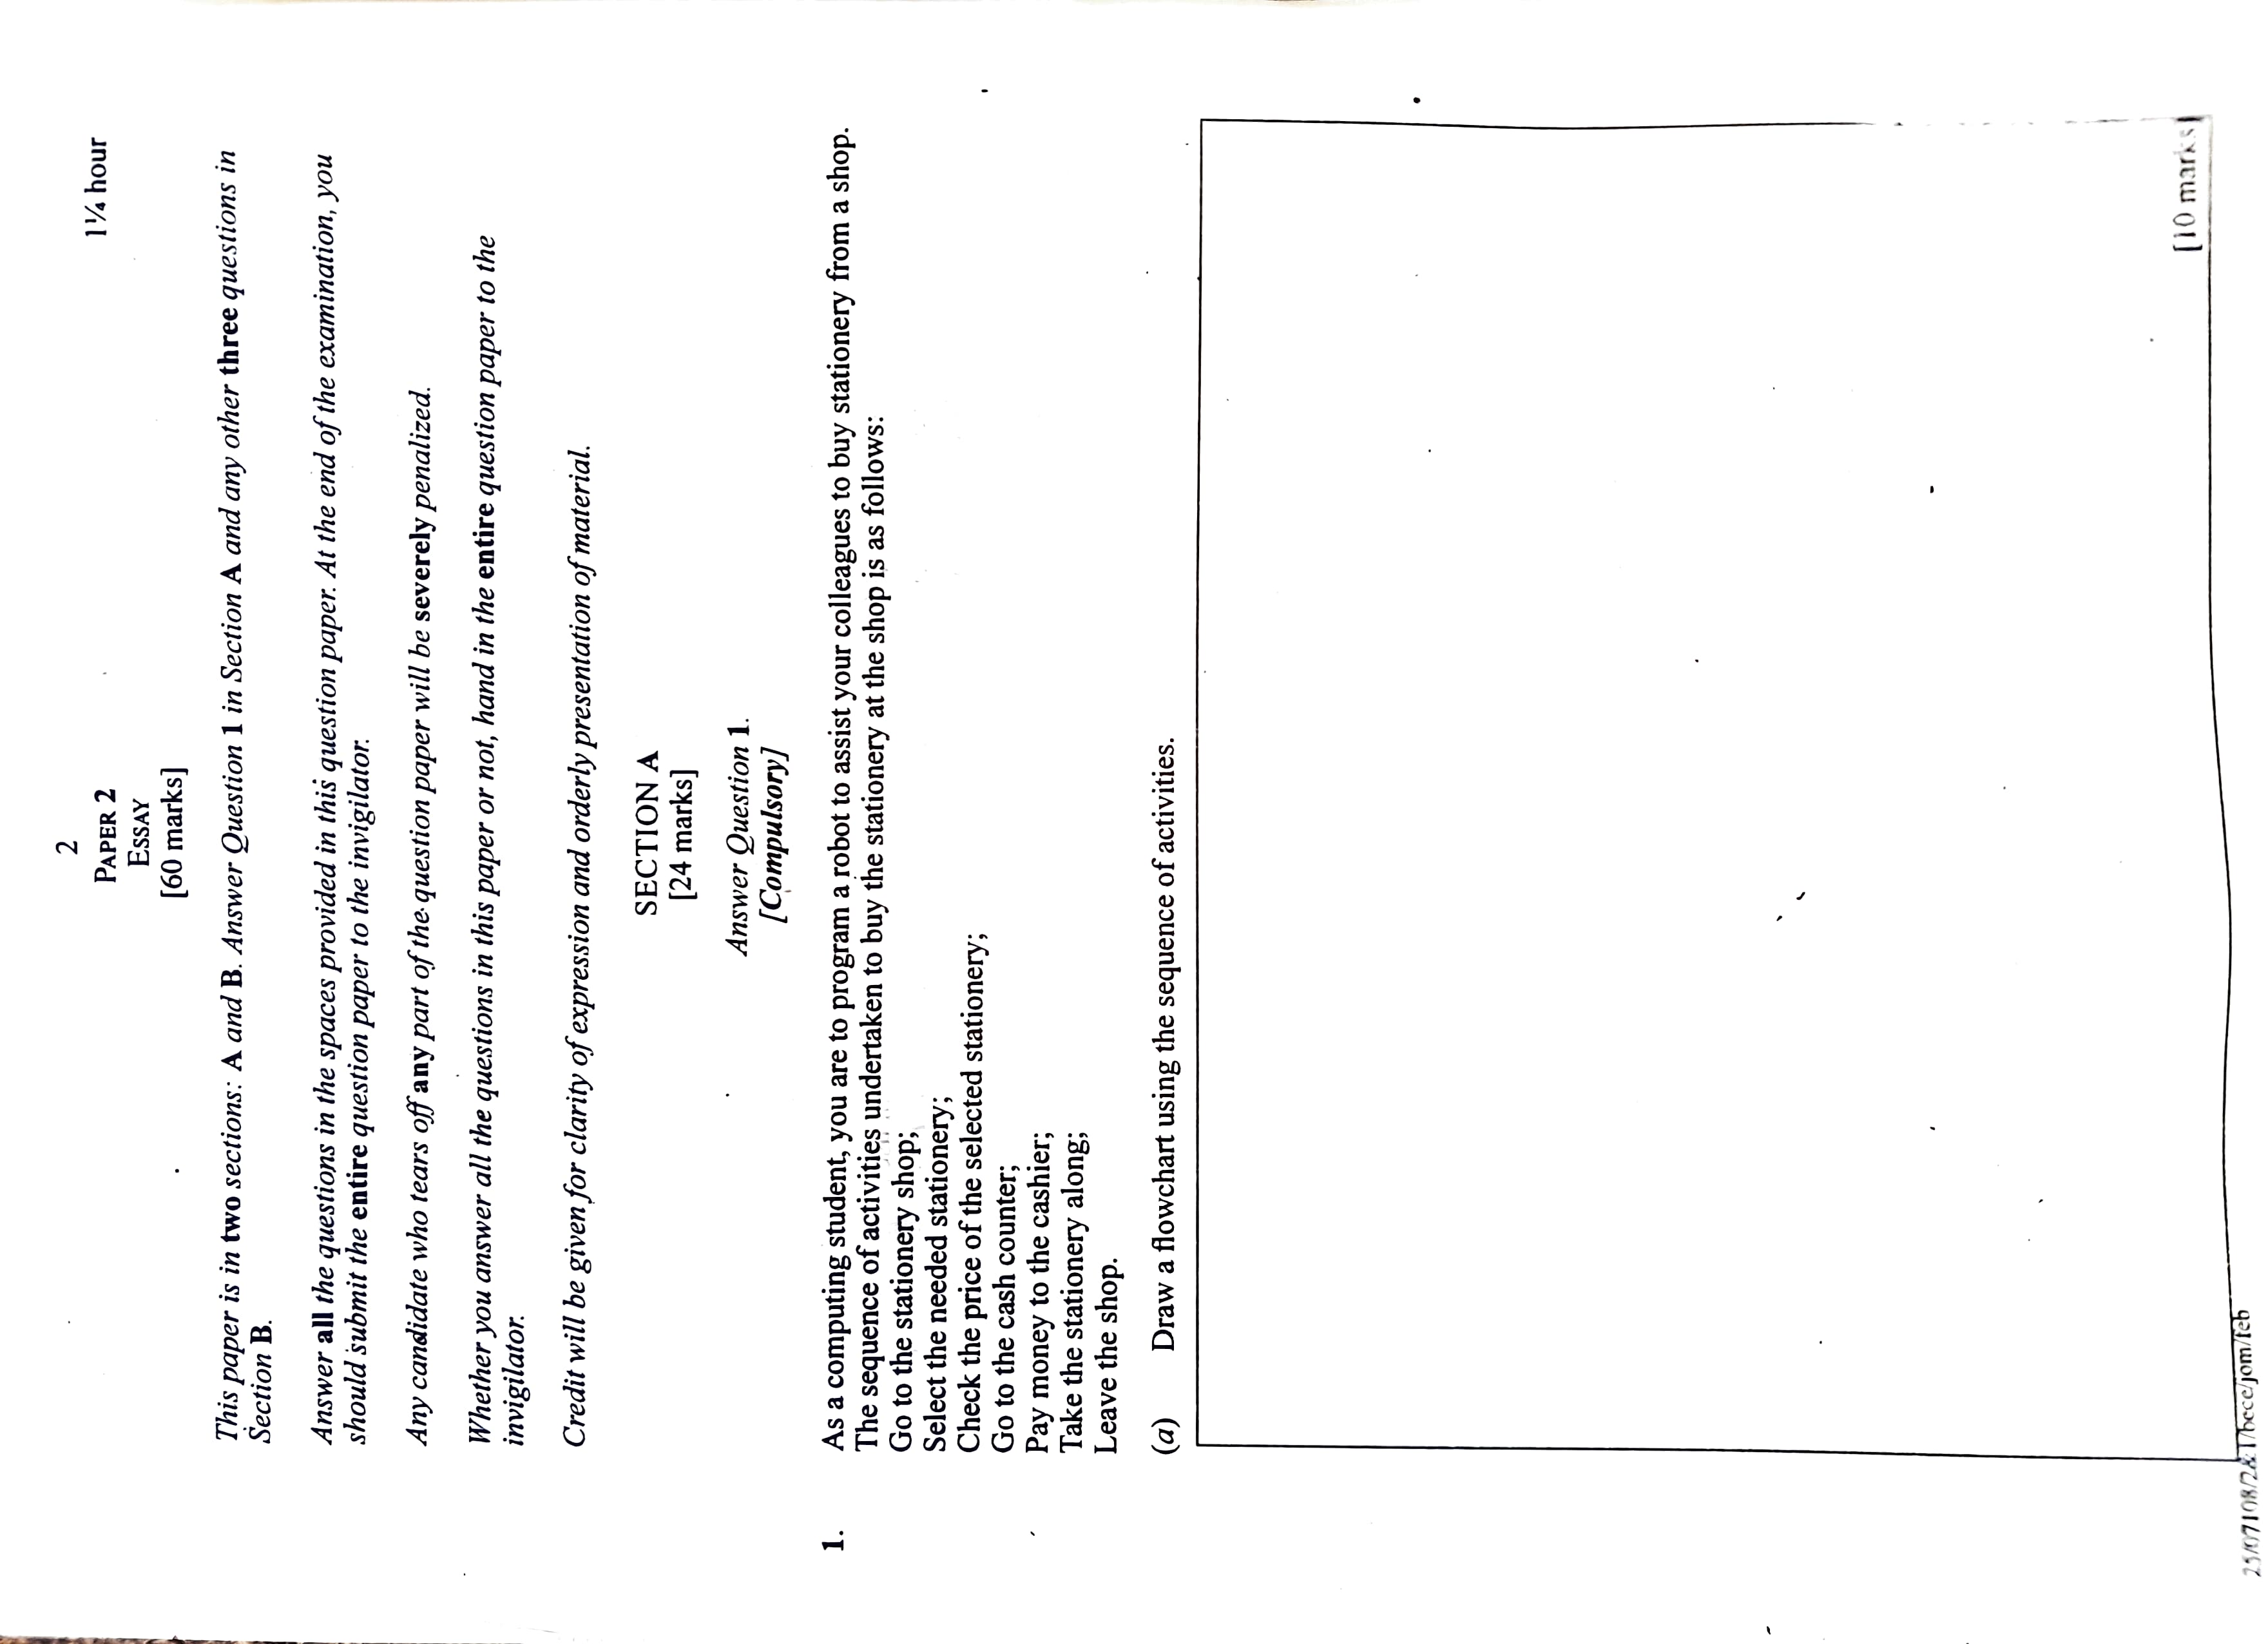 2
PAPER 2
1¼ hour
ESSAY
[60 marks]
This paper is in two sections: A and B. Answer Question 1 in Section A and any other three questions in
Section B.
Answer all the questions in the spaces provided in this question paper. At the end of the examination, you
should submit the entire question paper to the invigilator.
Any candidate who tears off any part of the question paper will be severely penalized.
Whether you answer all the questions in this paper or not, hand in the entire question paper to the
invigilator.
Credit will be given for clarity of expression and orderly presentation of material.
SECTION A
[24 marks]
Answer Question 1.
[Compulsory]
1. As a computing student, you are to program a robot to assist your colleagues to buy stationery from a shop.
The sequence of activities undertaken to buy the stationery at the shop is as follows:
Go to the stationery shop;
Select the needed stationery;
Check the price of the selected stationery;
Go to the cash counter;
Pay money to the cashier;
Take the stationery along;
Leave the shop.
(a) Draw a flowchart using the sequence of activities.
[10 marks]